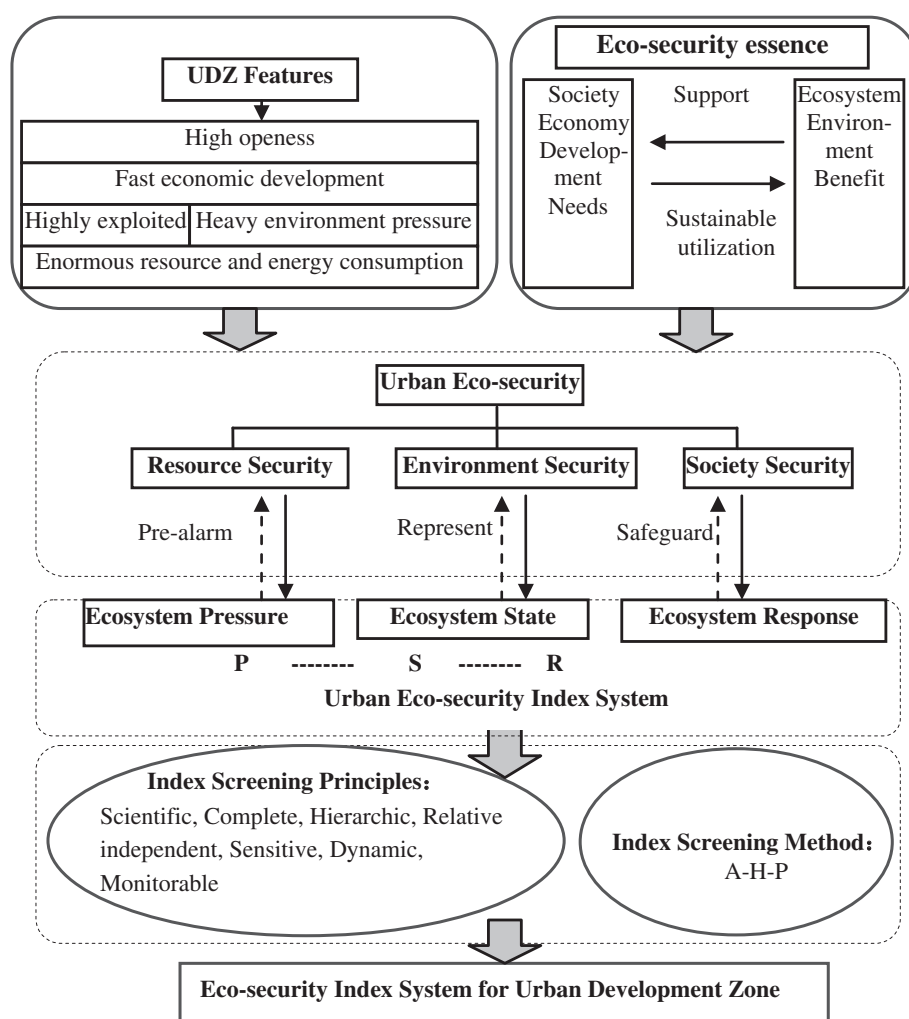 UDZ Features
High openess
Fast economic development
Highly exploited
Heavy environment pressure
Enormous resource and energy consumption
Eco-security essence
Society
Economy
Develop-
ment
Needs
Support
Sustainable
utilization
Ecosystem
Environ-
ment
Benefit
Urban Eco-security
Resource Security
Environment Security
Society Security
Pre-alarm
Represent
Safeguard
Ecosystem Pressure
Ecosystem State
Ecosystem Response
P -------- S -------- R
Urban Eco-security Index System
Index Screening Principles：
Scientific, Complete, Hierarchic, Relative
independent, Sensitive, Dynamic,
Monitorable
Index Screening Method：
A-H-P
Eco-security Index System for Urban Development Zone